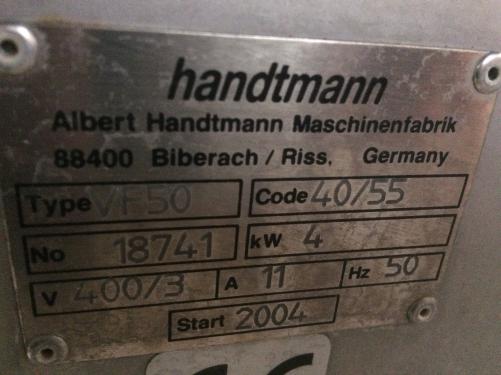 handtmann
Albert Handtmann Maschinenfabrik
88400 Biberach / Riss, Germany
Type VF50 Code 40/55
No 18741 kW 4
V 400/3 A 11 Hz 50
Start 2004
CE